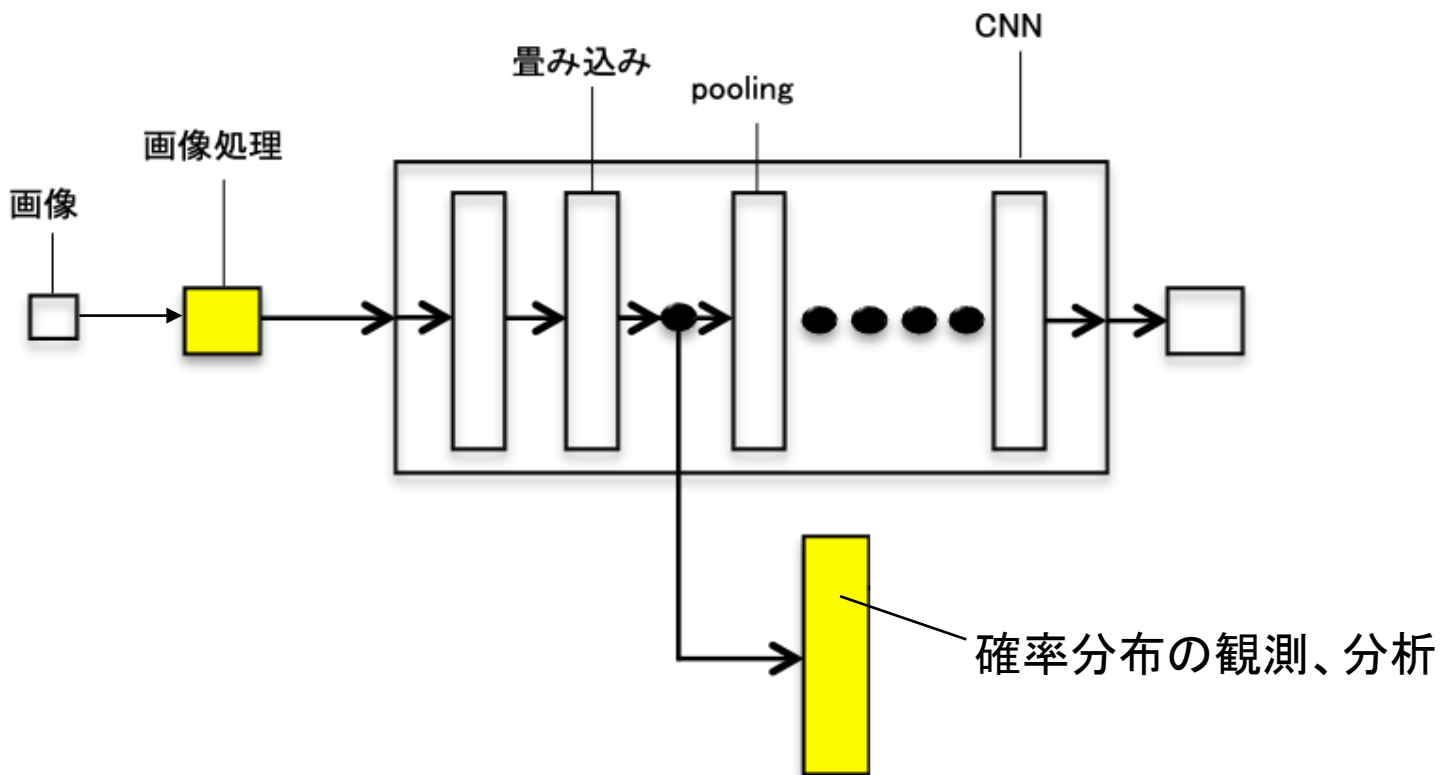 CNN
畳み込み
pooling
画像処理
画像
確率分布の観測、分析